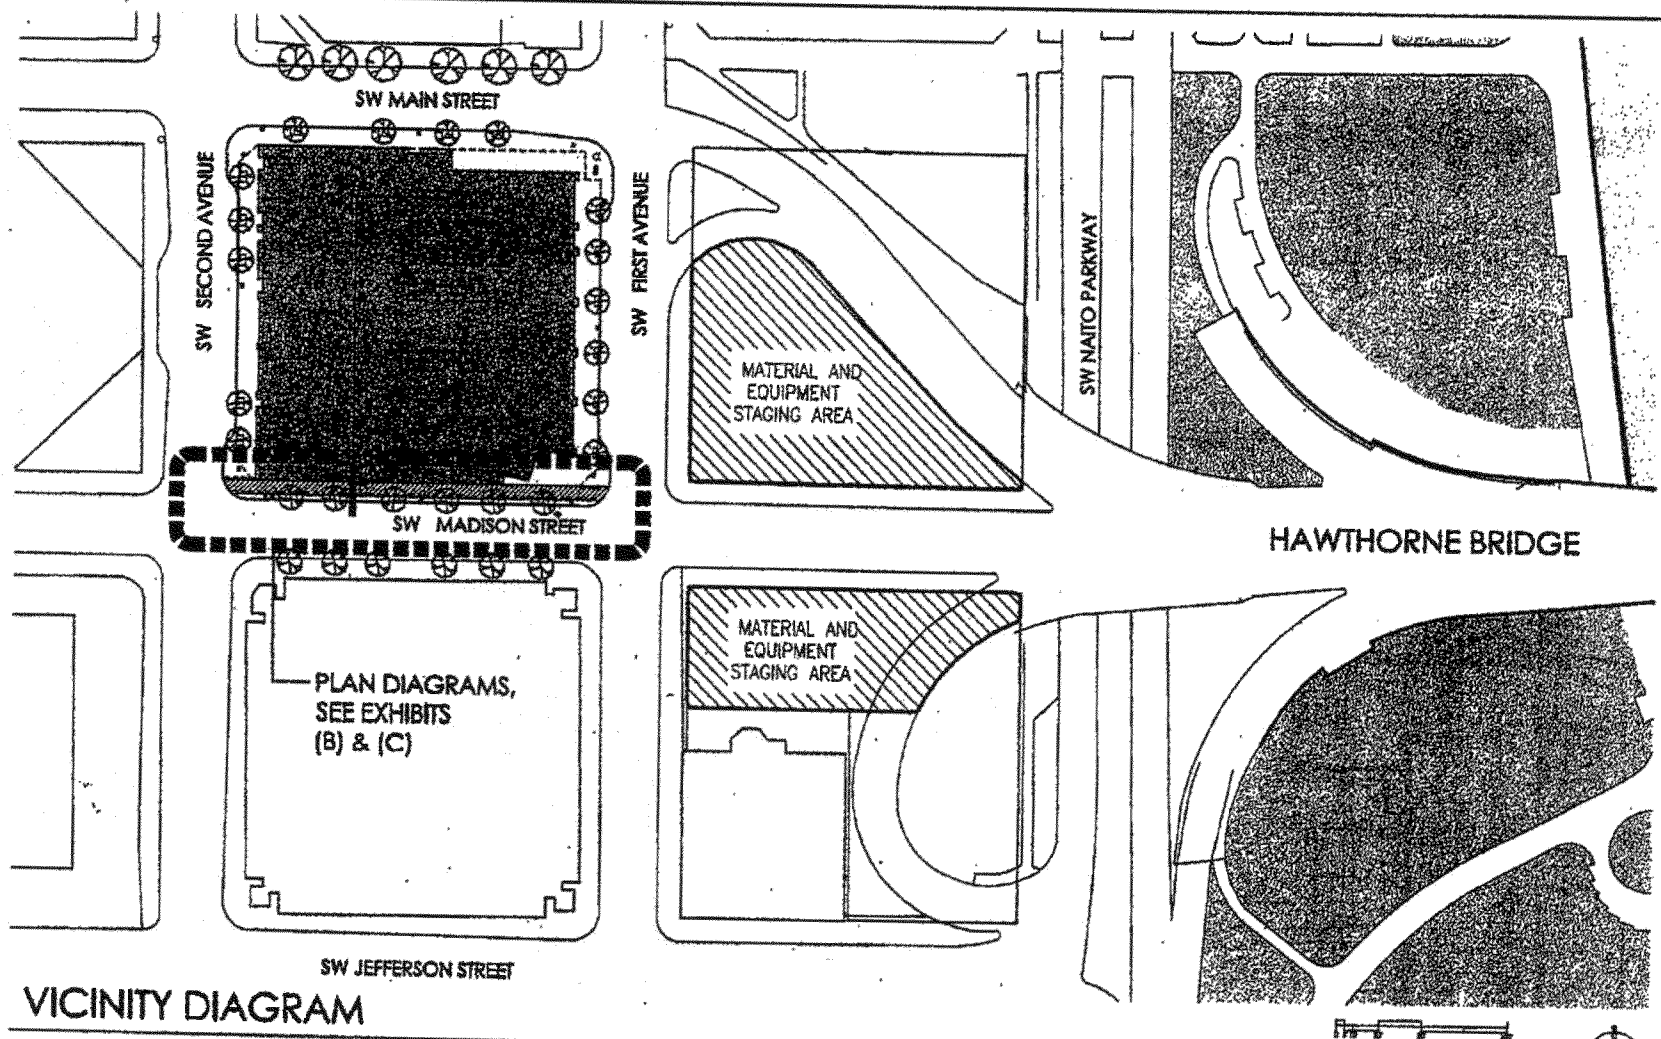 SW MAIN STREET
SW SECOND AVENUE
SW FIRST AVENUE
SW NAITO PARKWAY
MATERIAL AND
EQUIPMENT
STAGING AREA
SW MADISON STREET
HAWTHORNE BRIDGE
MATERIAL AND
EQUIPMENT
STAGING AREA
PLAN DIAGRAMS,
SEE EXHIBITS
(B) & (C)
SW JEFFERSON STREET
VICINITY DIAGRAM